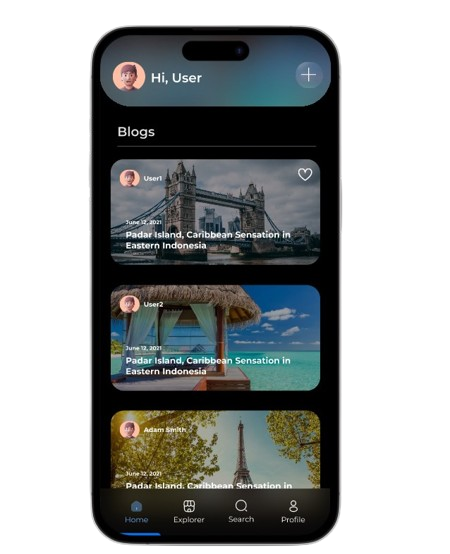 Hi, User
Blogs
User1
June 12, 2021
Padar Island, Caribbean Sensation in
Eastern Indonesia
User2
June 12, 2021
Padar Island, Caribbean Sensation in
Eastern Indonesia
Adam Smith
June 12, 2021
Padar Island, Caribbean Sensation in
Home
Explorer
Search
Profile